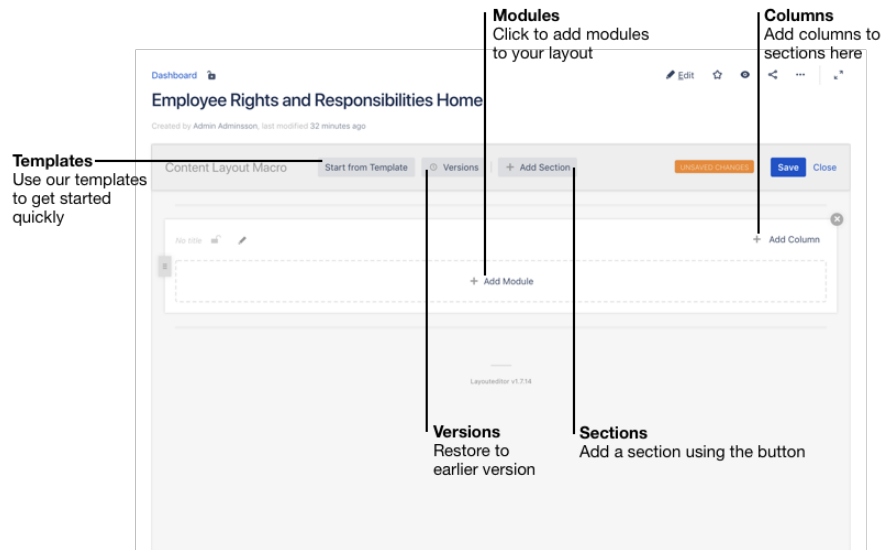 Modules
Click to add modules
to your layout
Columns
Add columns to
sections here
Dashboard
Edit
Employee Rights and Responsibilities Home
Created by Admin Adminsson, last modified 32 minutes ago
Templates
Use our templates
to get started
quickly
Content Layout Macro
Start from Template
Versions
+ Add Section
UNSAVED CHANGES
Save
Close
No title
+ Add Column
+ Add Module
Layouteditor v1.7.14
Versions
Restore to
earlier version
Sections
Add a section using the button